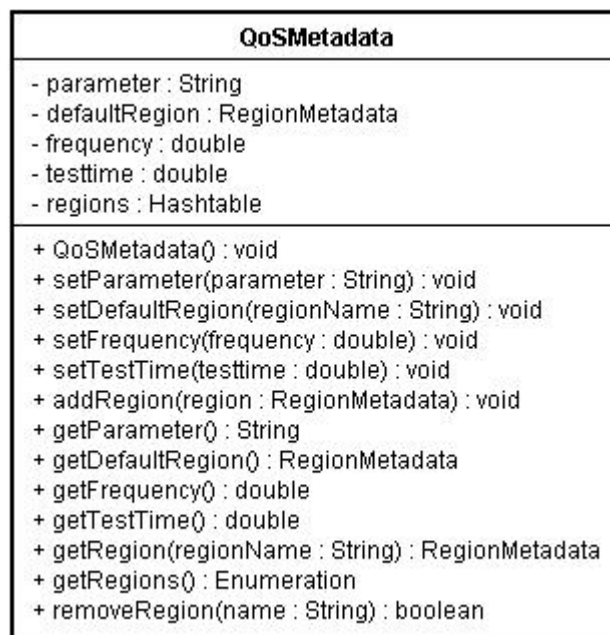 QoSMetadata
- parameter : String
- defaultRegion : RegionMetadata
- frequency : double
- testtime : double
- regions : Hashtable
+ QoSMetadata() : void
+ setParameter(parameter : String) : void
+ setDefaultRegion(regionName : String) : void
+ setFrequency(frequency : double) : void
+ setTestTime(testtime : double) : void
+ addRegion(region : RegionMetadata) : void
+ getParameter() : String
+ getDefaultRegion() : RegionMetadata
+ getFrequency() : double
+ getTestTime() : double
+ getRegion(regionName : String) : RegionMetadata
+ getRegions() : Enumeration
+ removeRegion(name : String) : boolean